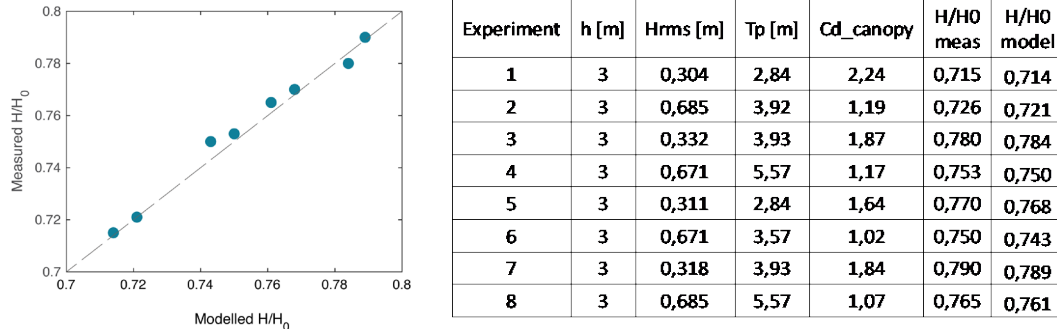 0.8
0.78
0.76
0.74
0.72
0.7
Measured H/H0
0.7 0.72 0.74 0.76 0.78 0.8
Modelled H/H0
Experiment h [m] Hrms [m] Tp [m] Cd_canopy H/H0 meas H/H0 model
1 3 0,304 2,84 2,24 0,715 0,714
2 3 0,685 3,92 1,19 0,726 0,721
3 3 0,332 3,93 1,87 0,780 0,784
4 3 0,671 5,57 1,17 0,753 0,750
5 3 0,311 2,84 1,64 0,770 0,768
6 3 0,671 3,57 1,02 0,750 0,743
7 3 0,318 3,93 1,84 0,790 0,789
8 3 0,685 5,57 1,07 0,765 0,761